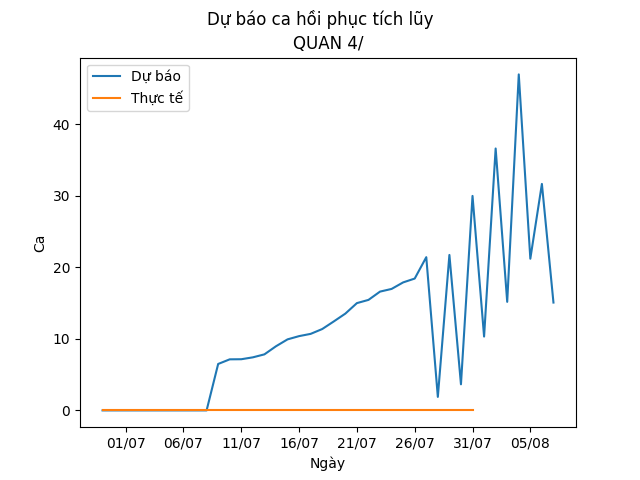 Dự báo ca hồi phục tích lũy
QUAN 4/
Dự báo
Thực tế
Ca
40
30
20
10
0
01/07 06/07 11/07 16/07 21/07 26/07 31/07 05/08
Ngày